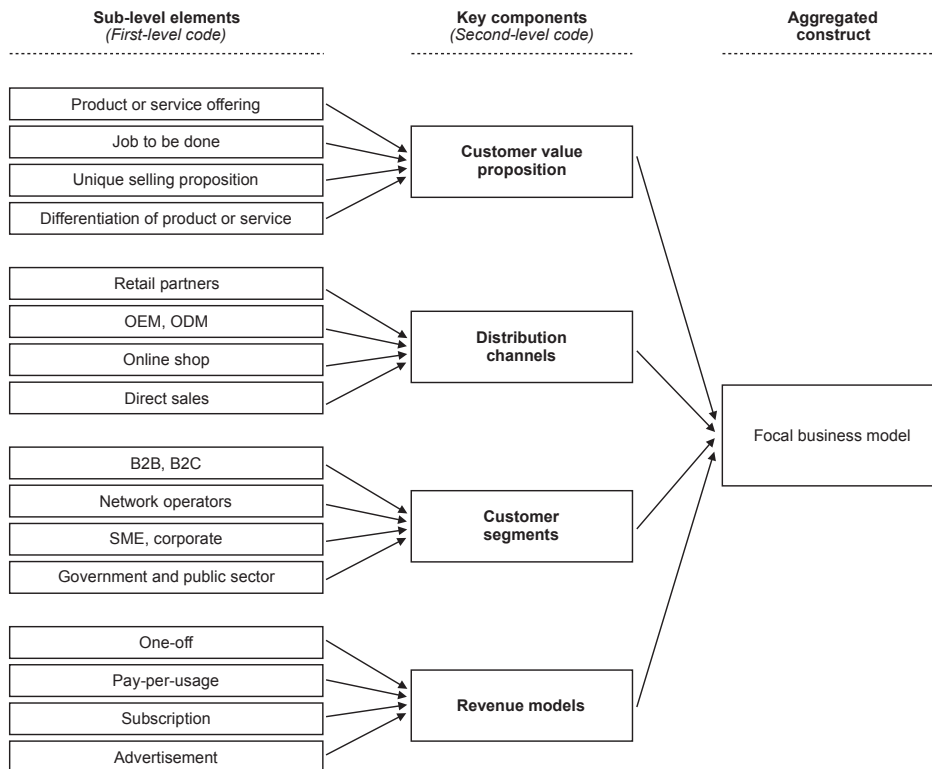 Sub-level elements
(First-level code)
Key components
(Second-level code)
Aggregated
construct
Product or service offering
Job to be done
Unique selling proposition
Differentiation of product or service
Customer value
proposition
Retail partners
OEM, ODM
Online shop
Direct sales
Distribution
channels
Focal business model
B2B, B2C
Network operators
SME, corporate
Government and public sector
Customer
segments
One-off
Pay-per-usage
Subscription
Advertisement
Revenue models